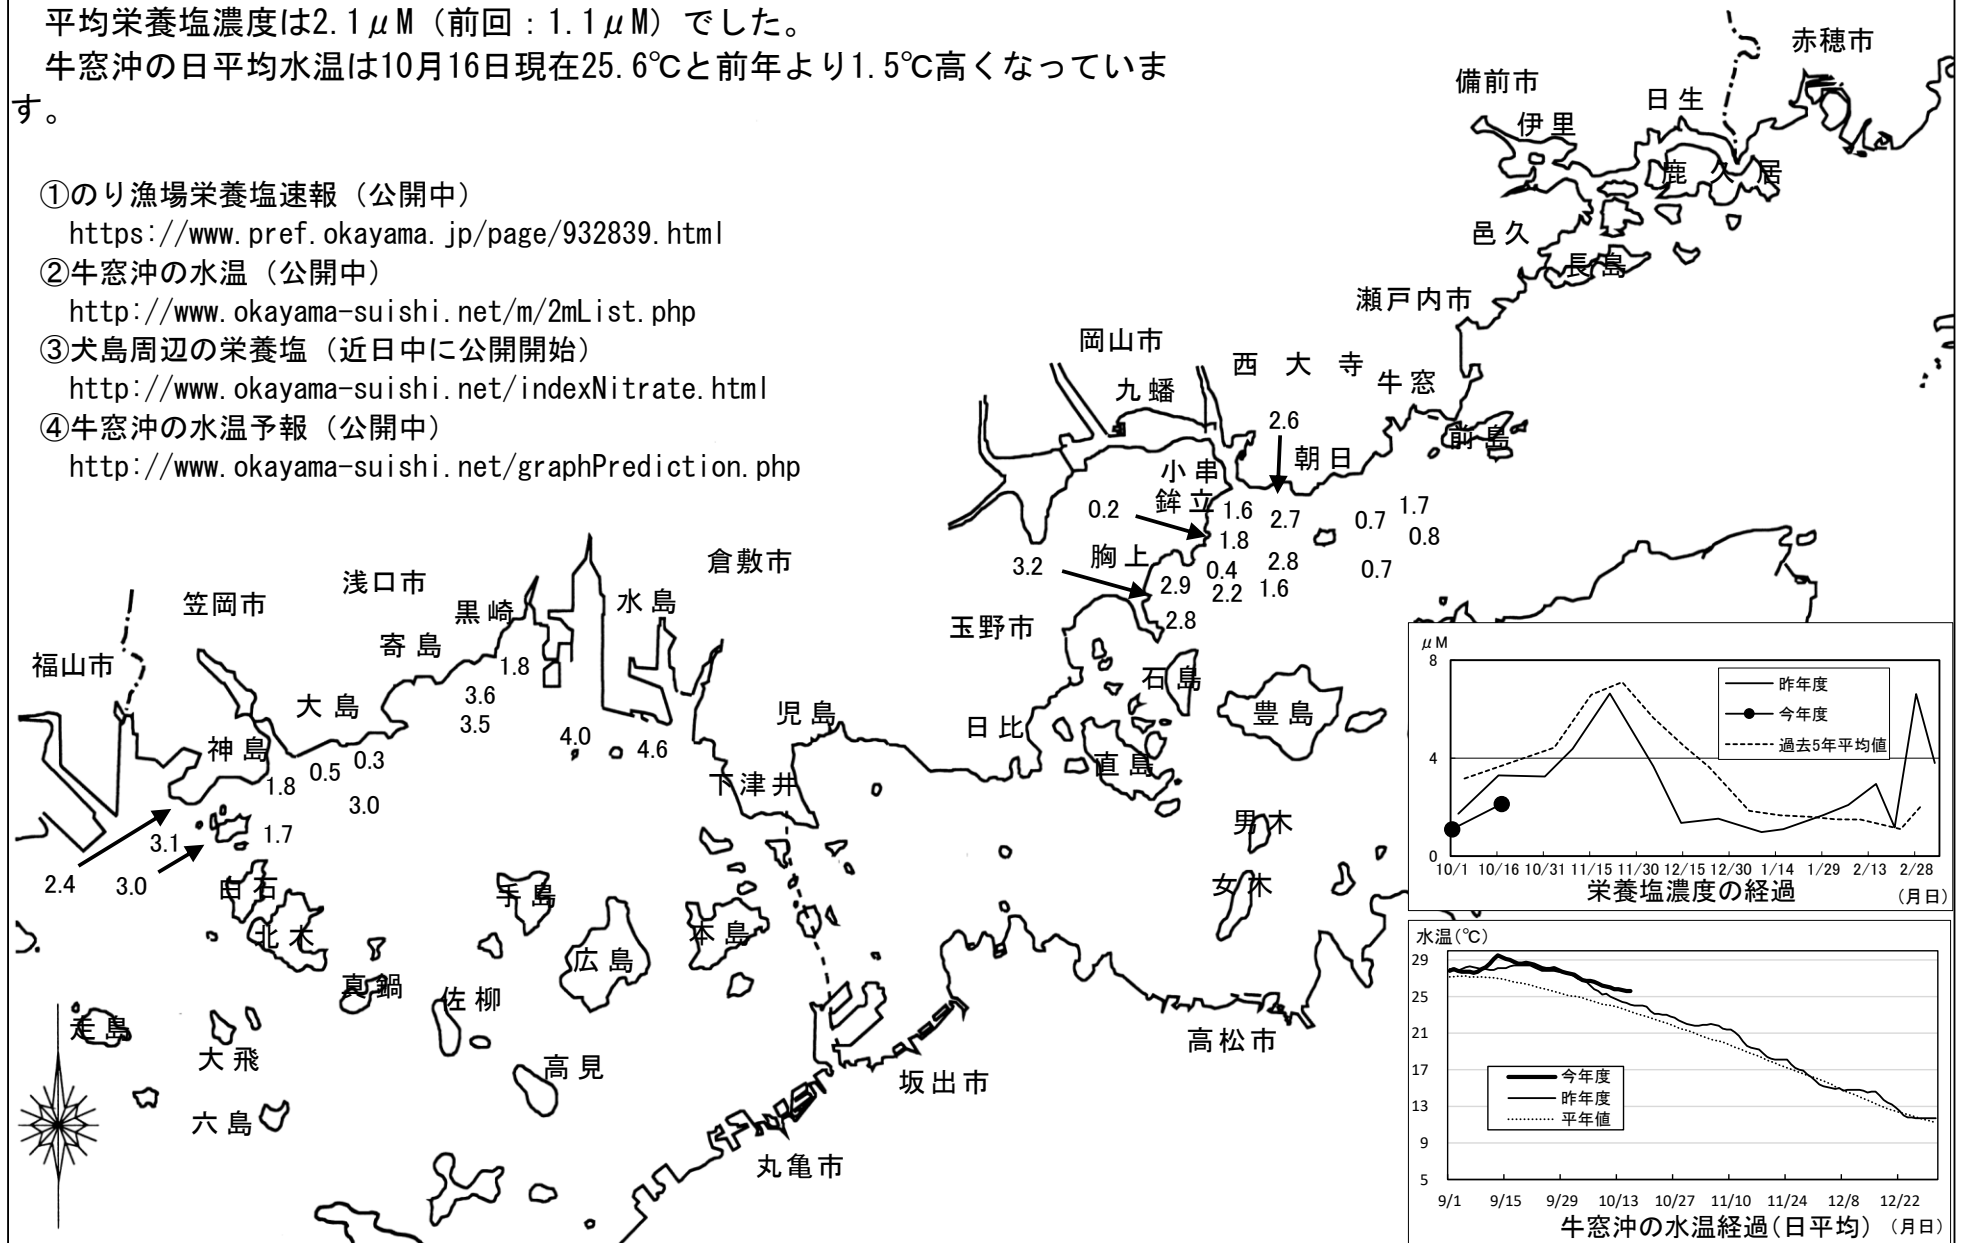 平均栄養塩濃度は2.1μM（前回：1.1μM）でした。
牛窓沖の日平均水温は10月16日現在25.6℃と前年より1.5℃高くなっていま
す。
①のり漁場栄養塩速報（公開中）
https://www.pref.okayama.jp/page/932839.html
②牛窓沖の水温（公開中）
http://www.okayama-suishi.net/m/2mList.php
③犬島周辺の栄養塩（近日中に公開開始）
http://www.okayama-suishi.net/indexNitrate.html
④牛窓沖の水温予報（公開中）
http://www.okayama-suishi.net/graphPrediction.php
赤穂市
備前市
日生
伊里
鹿久居
邑久
長島
瀬戸内市
岡山市
西大寺
九蟠
牛窓
2.6
前島
朝日
小串
鉾立
0.2
1.6
2.7
0.7
1.7
1.8
0.8
胸上
3.2
2.8
0.4
0.7
2.9
2.2
1.6
2.8
玉野市
倉敷市
浅口市
笠岡市
黒崎
水島
寄島
福山市
1.8
3.6
3.5
大島
4.0
4.6
児島
日比
石島
豊島
神島
0.3
0.5
1.8
3.0
下津井
直島
3.1
1.7
2.4
3.0
男木
女木
白石
北木
手島
本島
広島
真鍋
佐柳
走島
大飛
高見
六島
高松市
坂出市
丸亀市
μM
8
4
0
昨年度
今年度
過去5年平均値
10/1 10/16 10/31 11/15 11/30 12/15 12/30 1/14 1/29 2/13 2/28
栄養塩濃度の経過
（月日）
水温(℃)
29
25
21
17
13
9
5
今年度
昨年度
平年値
9/1 9/15 9/29 10/13 10/27 11/10 11/24 12/8 12/22
牛窓沖の水温経過(日平均)
（月日）